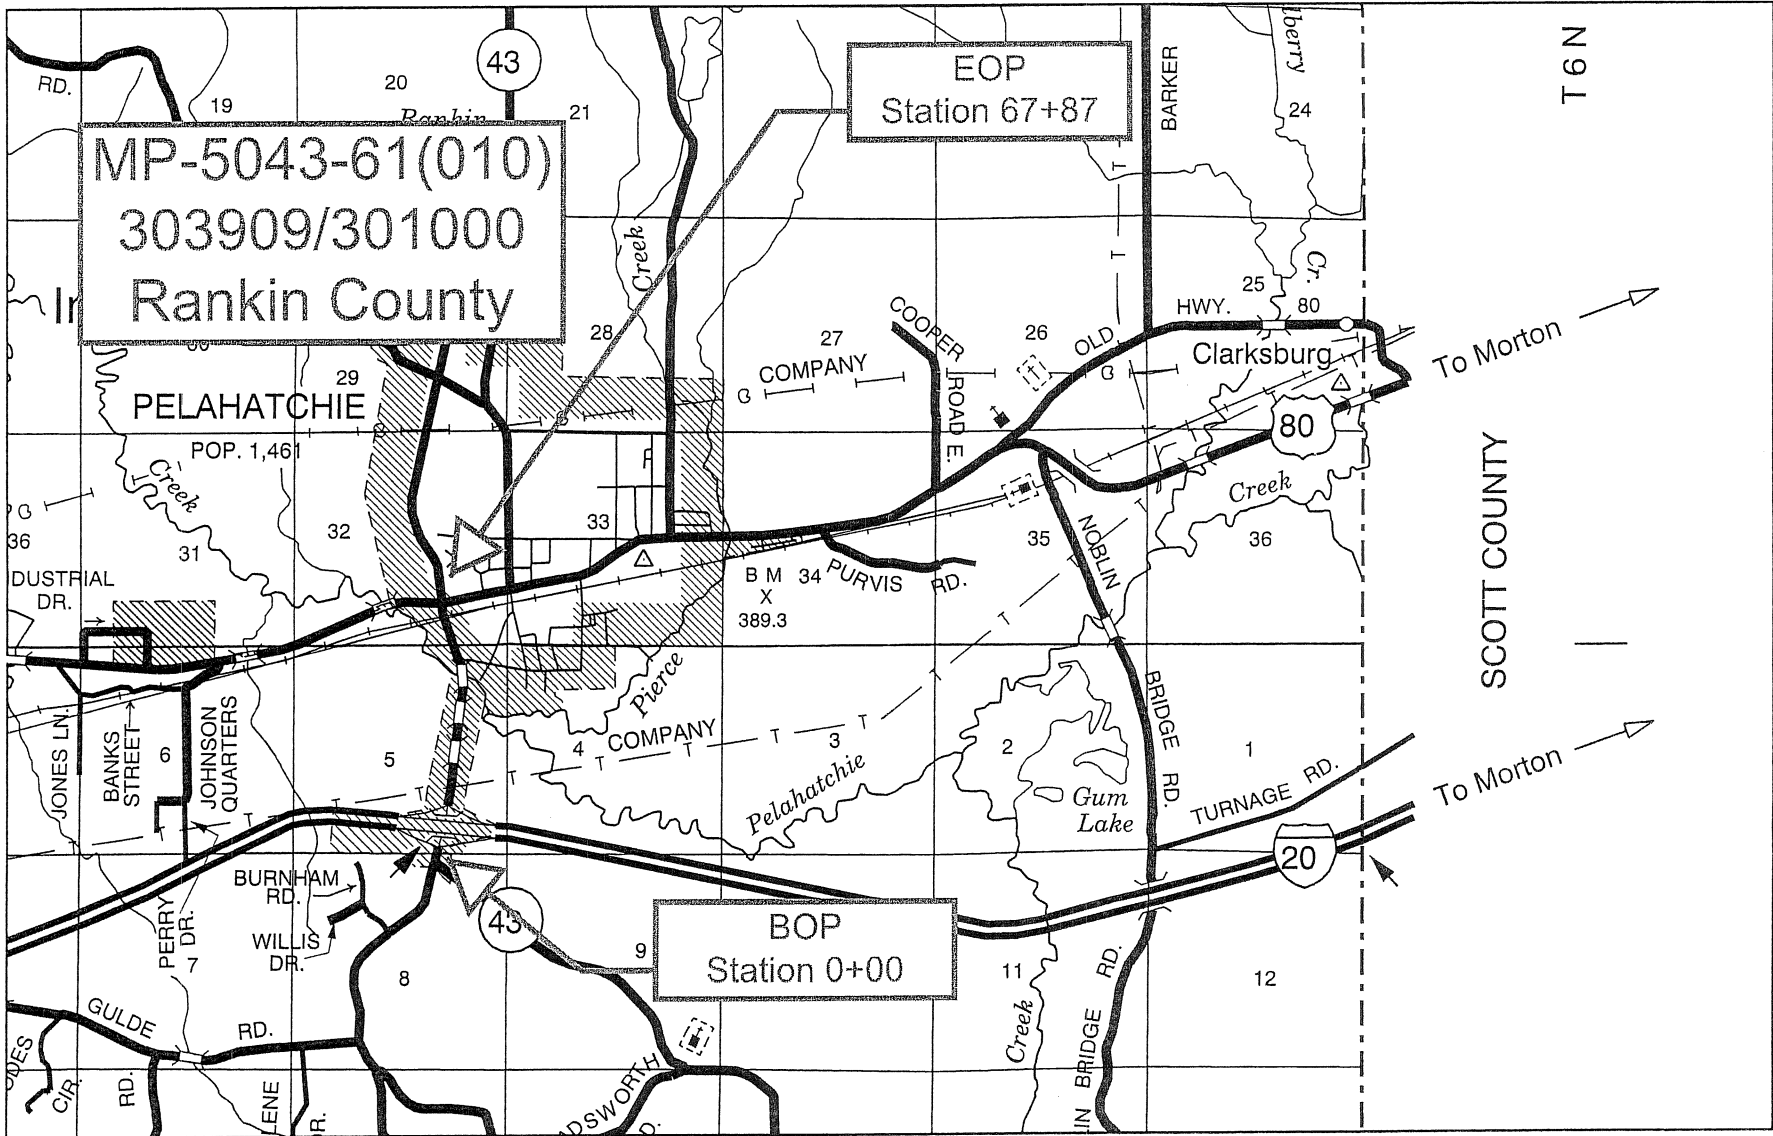 RD.
19
20
Rankin
43
21
EOP
Station 67+87
BARKER
lberry
24
T 6 N
MP-5043-61(010)
303909/301000
Rankin County
Creek
Cr.
25
HWY.
80
28
27
26
COOPER
ROAD E.
OLD
Clarksburg
To Morton
COMPANY
29
PELAHATCHIE
POP. 1,461
80
Creek
Creek
SCOTT COUNTY
36
31
32
33
35
36
NOBLIN
DUSTRIAL
DR.
B M
X
389.3
34
PURVIS
RD.
JONES LN.
BANKS
STREET
6
JOHNSON
QUARTERS
5
Pierce
4
COMPANY
3
Pelahatchie
2
BRIDGE
RD.
1
Gum
Lake
TURNAGE RD.
To Morton
20
BURNHAM
RD.
PERRY
DR.
7
WILLIS
DR.
43
BOP
Station 0+00
8
9
11
12
Creek
RD.
BRIDGE
GULDE
RD.
CIR.
RD.